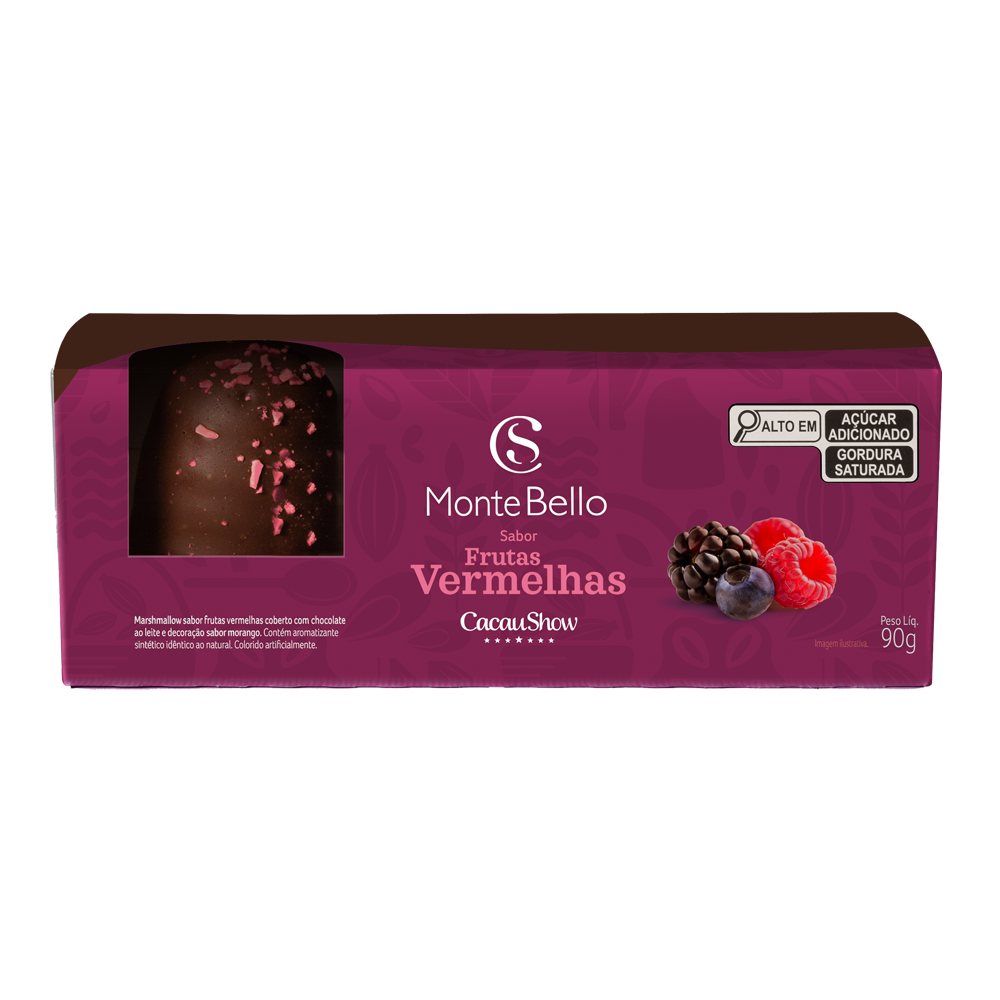 CS
MonteBello
Sabor
Frutas
Vermelhas
CacauShow
ALTO EM
AÇÚCAR
ADICIONADO
GORDURA
SATURADA
Marshmallow sabor frutas vermelhas coberto com chocolate
ao leite e decoração sabor morango. Contém aromatizante
sintético idêntico ao natural. Colorido artificialmente.
Imagem ilustrativa.
Peso Líq.
90g